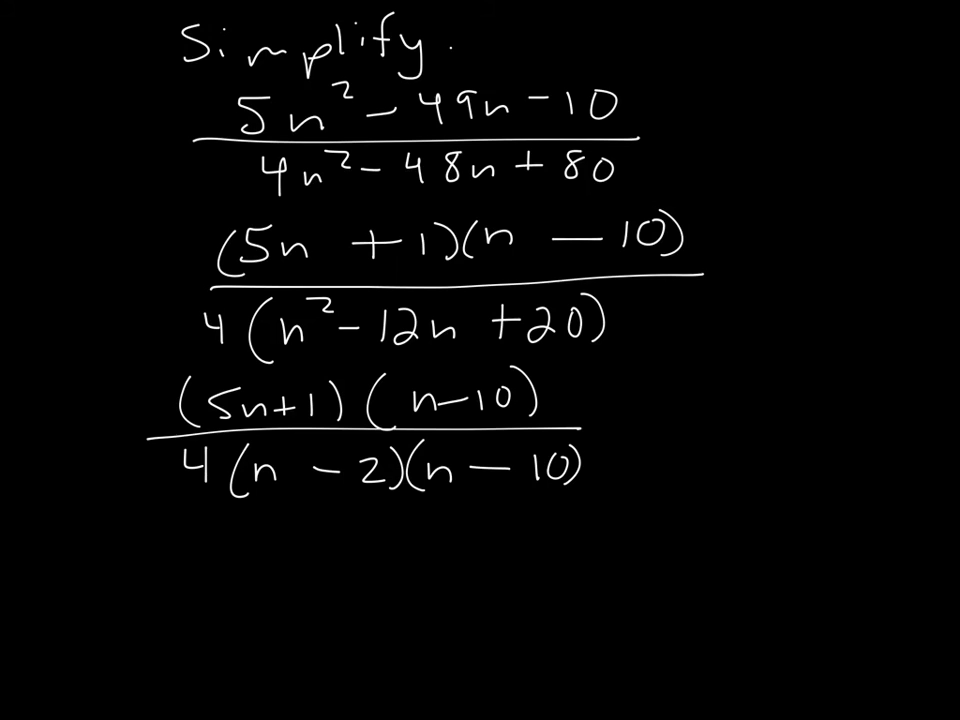 Simplify.
5n² - 49n - 10
4n² - 48n + 80
(5n + 1)(n - 10)
4(n² - 12n + 20)
(5n+1)(n-10)
4(n - 2)(n - 10)